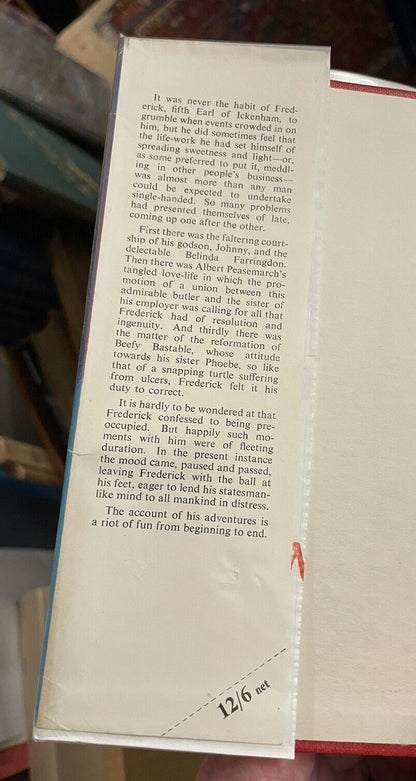 It was never the habit of Fred-
erick, fifth Earl of Ickenham, to
grumble when events crowded in on
him, but he did sometimes feel that
the life-work he had set himself of
spreading sweetness and light—or,
as some preferred to put it, meddl-
ing in other people's business—
was almost more than any man
could be expected to undertake
single-handed. So many problems
had presented themselves of late,
coming up one after the other.
First there was the faltering court-
ship of his godson, Johnny, and the
delectable Belinda Farringdon.
Then there was Albert Peasemarch's
tangled love-life in which the pro-
motion of a union between this
admirable butler and the sister of
his employer was calling for all that
Frederick had of resolution and
ingenuity. And thirdly there was
the matter of the reformation of
Beefy Bastable, whose attitude
towards his sister Phoebe, so like
that of a snapping turtle suffering
from ulcers, Frederick felt it his
duty to correct.
It is hardly to be wondered at that
Frederick confessed to being pre-
occupied. But happily such mo-
ments with him were of fleeting
duration. In the present instance
the mood came, paused and passed,
leaving Frederick with the ball at
his feet, eager to lend his statesman-
like mind to all mankind in distress.
The account of his adventures is
a riot of fun from beginning to end.
12/6 net